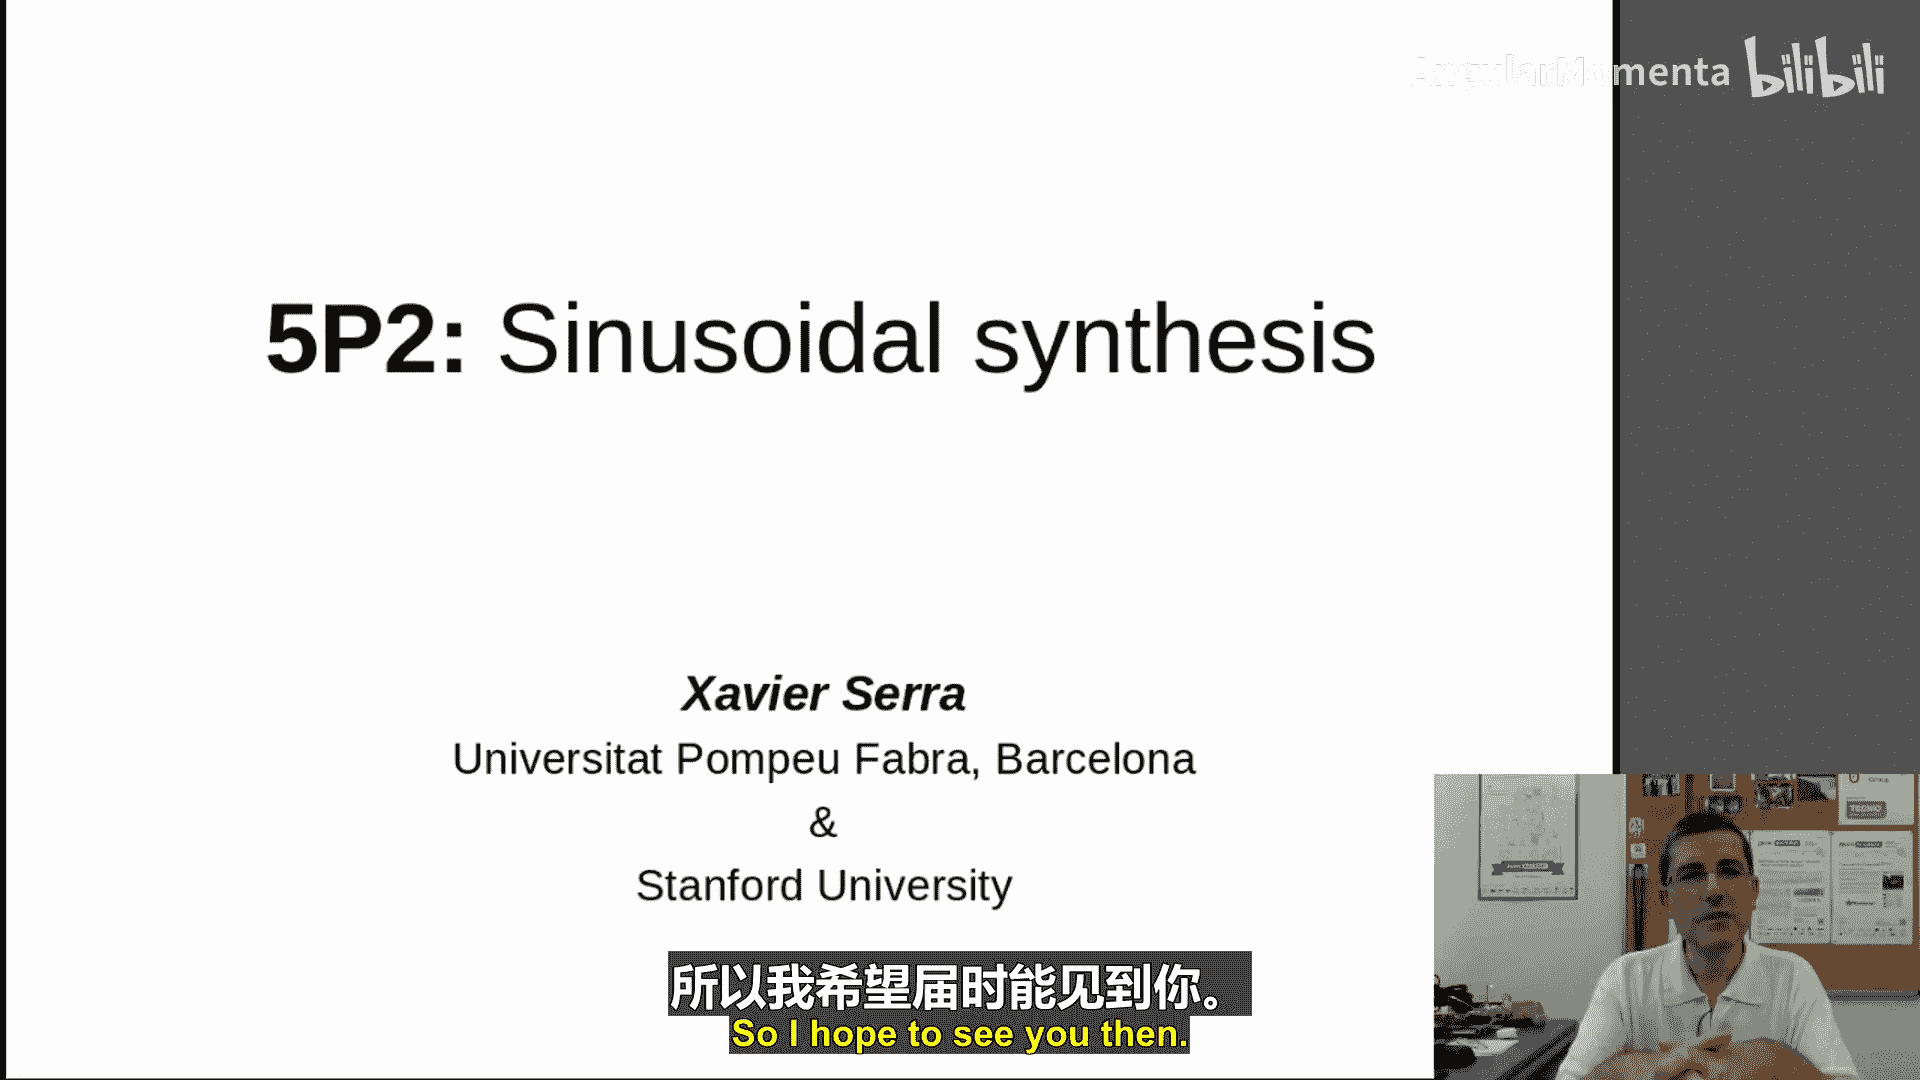 menta bilibili
5P2: Sinusoidal synthesis
Xavier Serra
Universitat Pompeu Fabra, Barcelona
&
Stanford University
TECNIO
所以我希望届时能见到你。
So I hope to see you then.